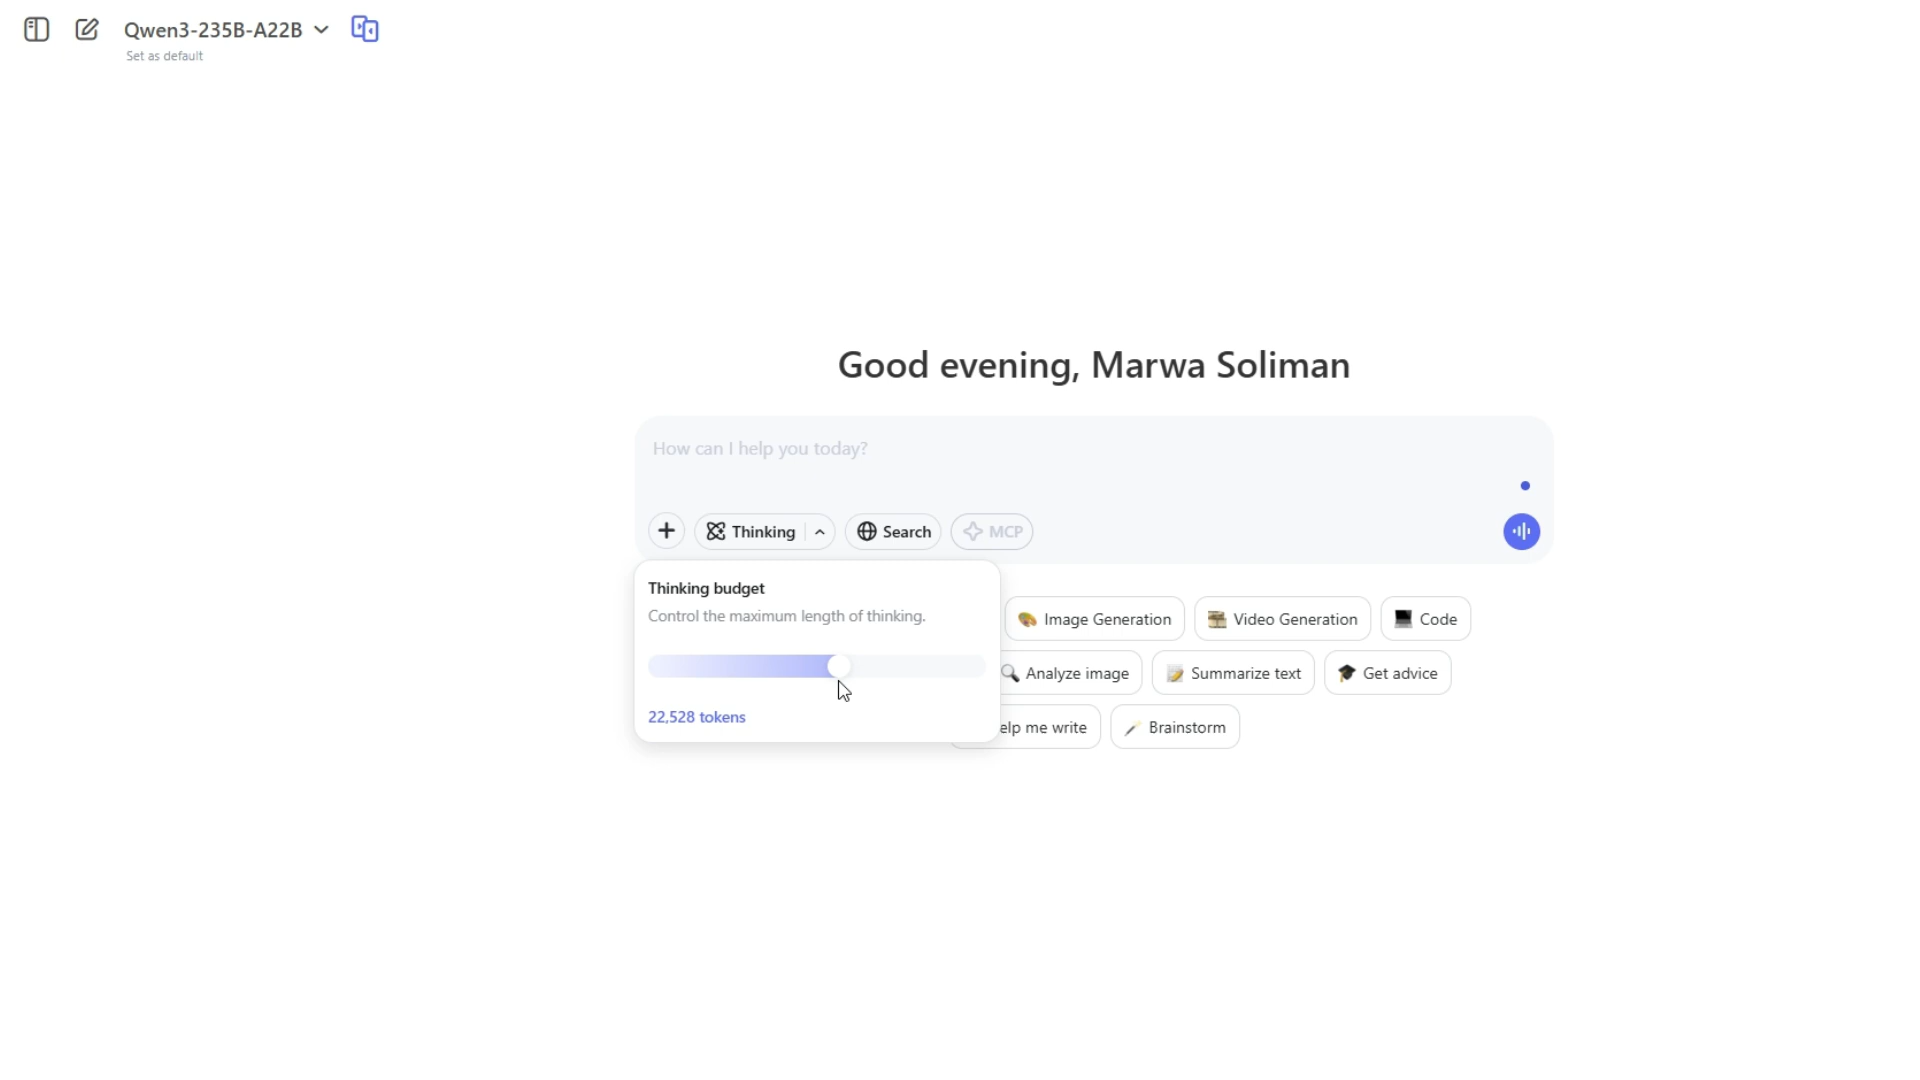 Qwen3-235B-A22B
Set as default
Good evening, Marwa Soliman
How can I help you today?
Thinking
Search
MCP
Thinking budget
Control the maximum length of thinking.
22,528 tokens
Image Generation
Video Generation
Code
Analyze image
Summarize text
Get advice
elp me write
Brainstorm